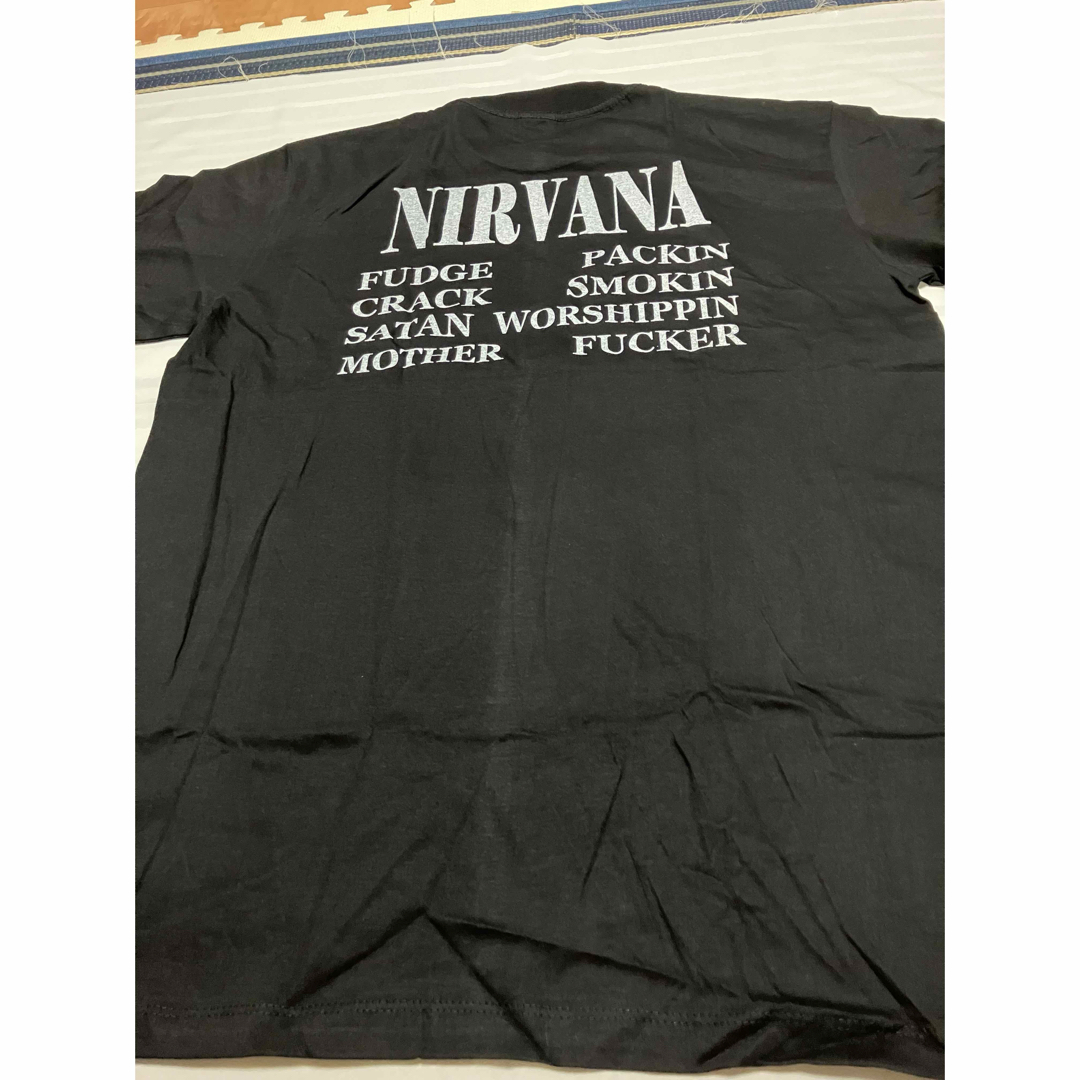 NIRVANA
FUDGE PACKIN
CRACK SMOKIN
SATAN WORSHIPPIN
MOTHER FUCKER